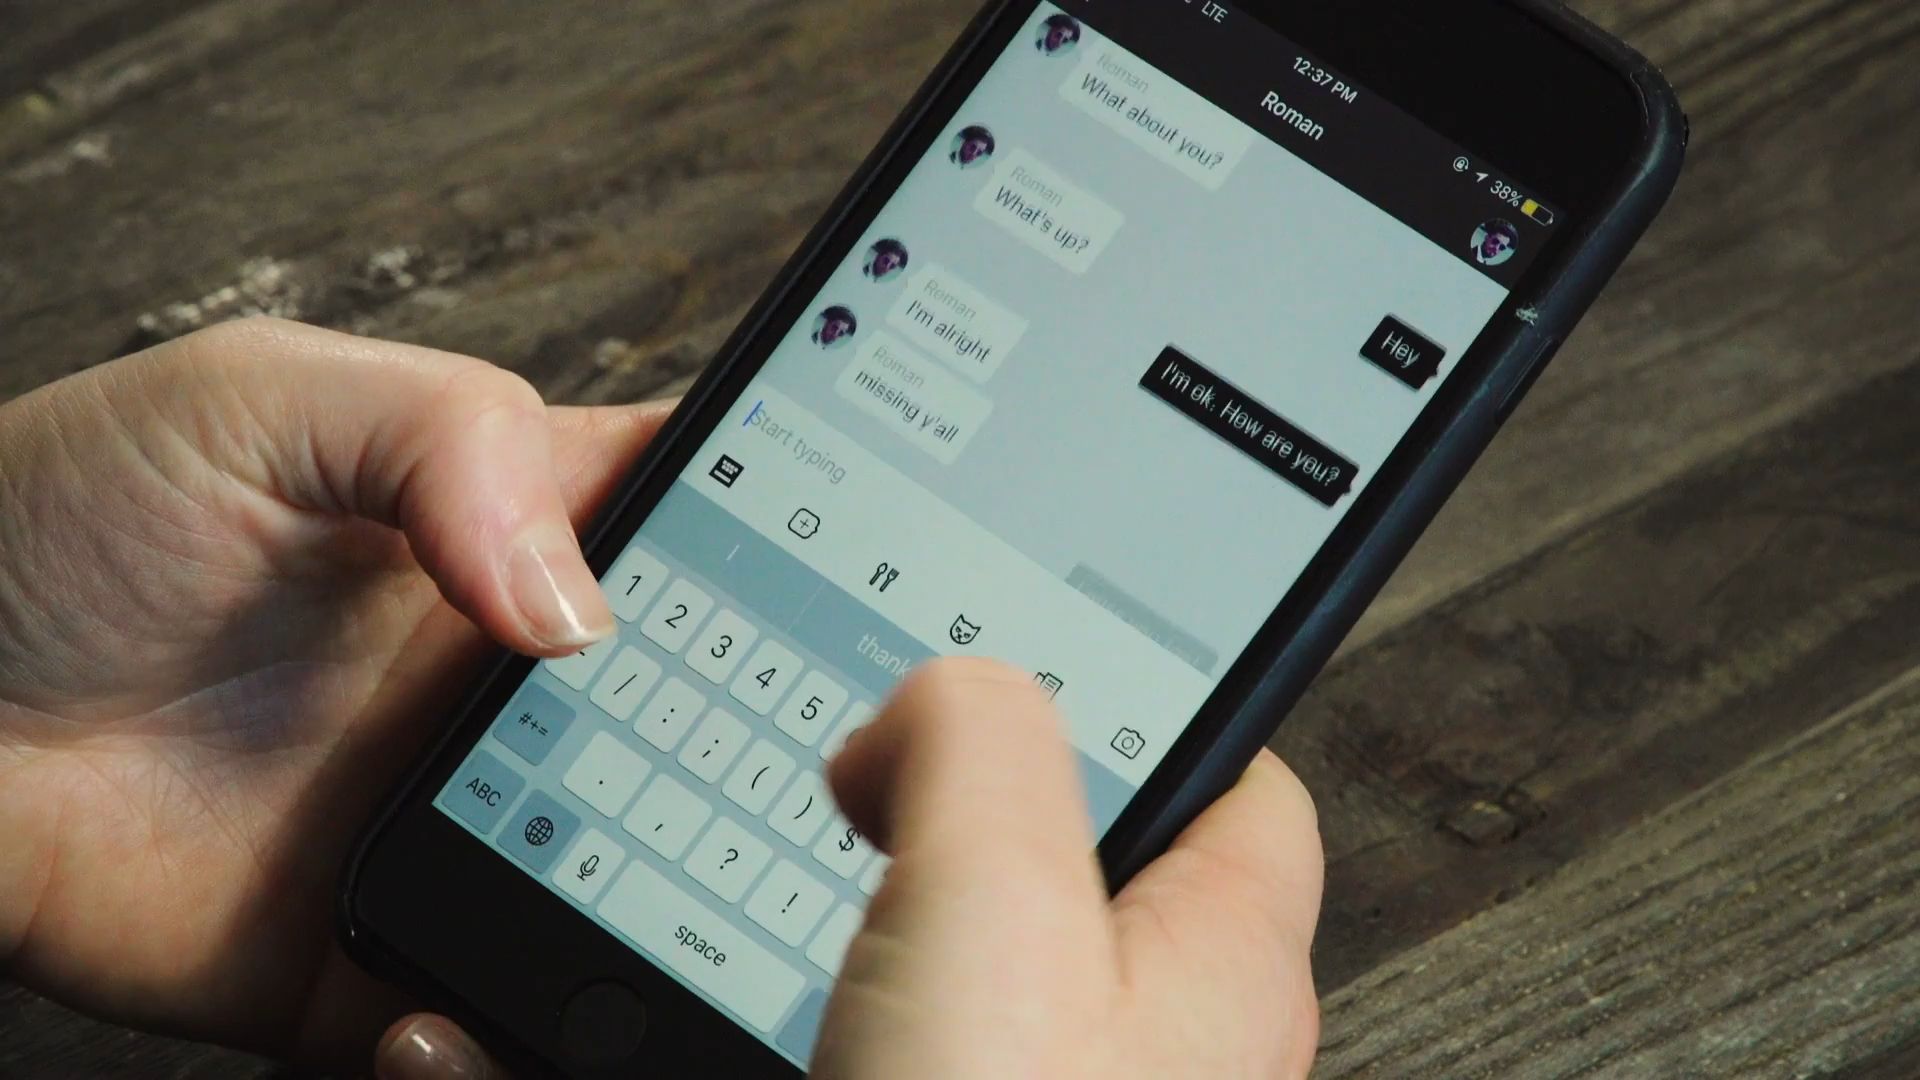 LTE
12:37 PM
38%
Roman
Roman
What about you?
Roman
What's up?
Hey
I'm ok. How are you?
Roman
I'm alright
Roman
missing y'all
Start typing
I
thank
1 2 3 4 5
/ : ; ( ) $
#+= . , ? !
ABC space